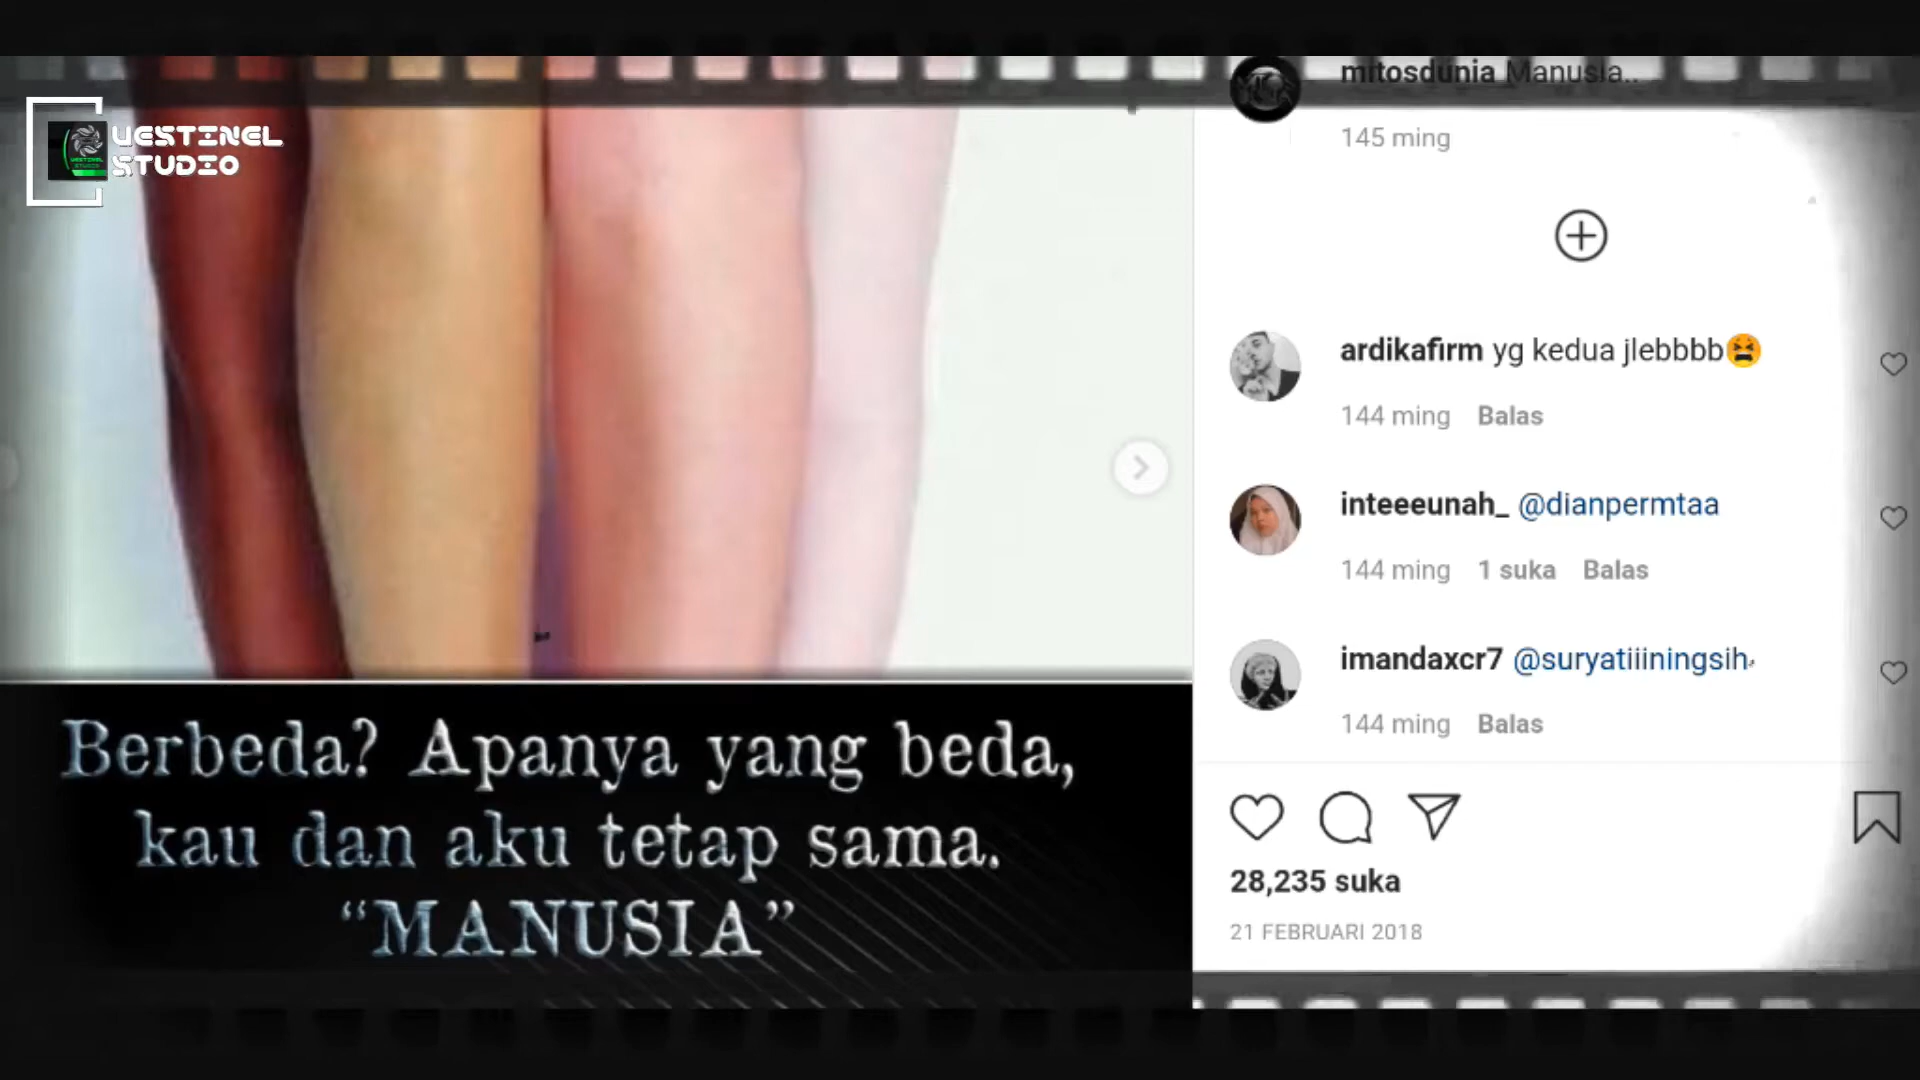 VESTINEL
STUDIO
Berbeda? Apanya yang beda,
kau dan aku tetap sama.
“MANUSIA”
mitosdunia Manusia..
145 ming
ardikafirm yg kedua jlebbbb😫
144 ming Balas
inteeeunah_ @dianpermtaa
144 ming 1 suka Balas
imandaxcr7 @suryatiiiningsih
144 ming Balas
28,235 suka
21 FEBRUARI 2018